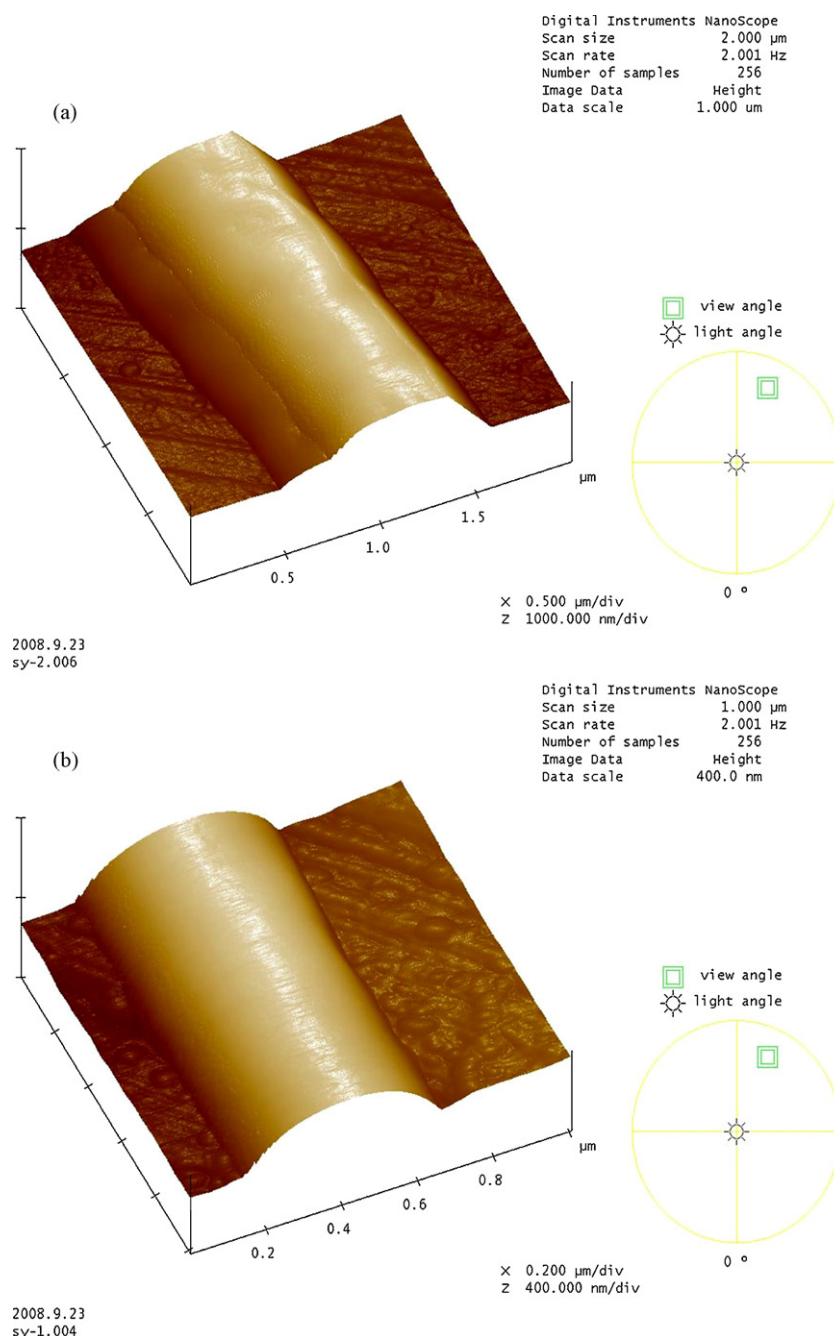 Digital Instruments NanoScope
Scan size 2.000 µm
Scan rate 2.001 Hz
Number of samples 256
Image Data Height
Data scale 1.000 um
(a)
view angle
light angle
µm
1.5
1.0
0.5
0 º
X 0.500 µm/div
Z 1000.000 nm/div
2008.9.23
sy-2.006
Digital Instruments NanoScope
Scan size 1.000 µm
Scan rate 2.001 Hz
Number of samples 256
Image Data Height
Data scale 400.0 nm
(b)
view angle
light angle
µm
0.8
0.6
0.4
0.2
0 º
X 0.200 µm/div
Z 400.000 nm/div
2008.9.23
sy-1.004